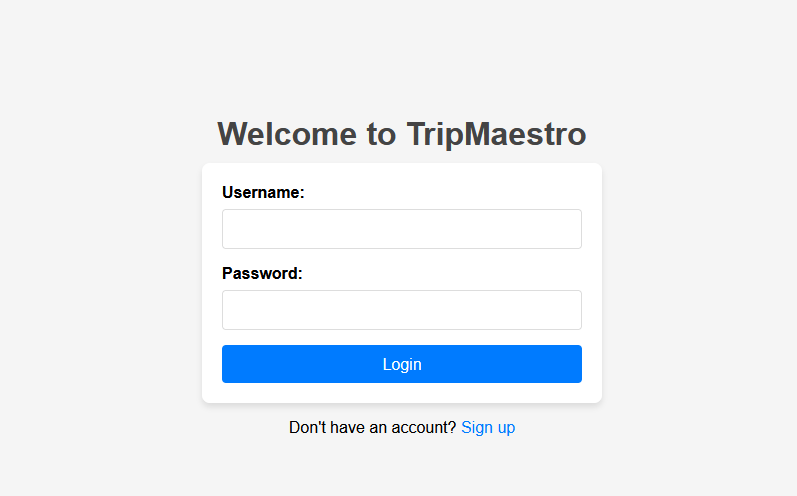 Welcome to TripMaestro
Username:
Password:
Login
Don't have an account? Sign up